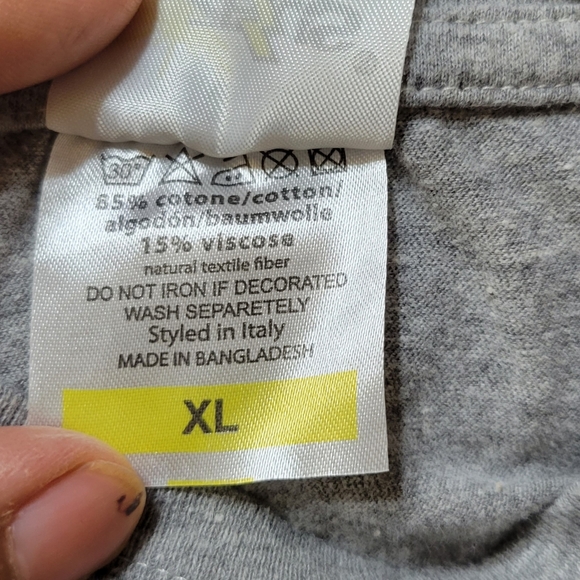 30°
85% cotone/cotton/
algodón/baumwolle
15% viscose
natural textile fiber
DO NOT IRON IF DECORATED
WASH SEPARETELY
Styled in Italy
MADE IN BANGLADESH
XL